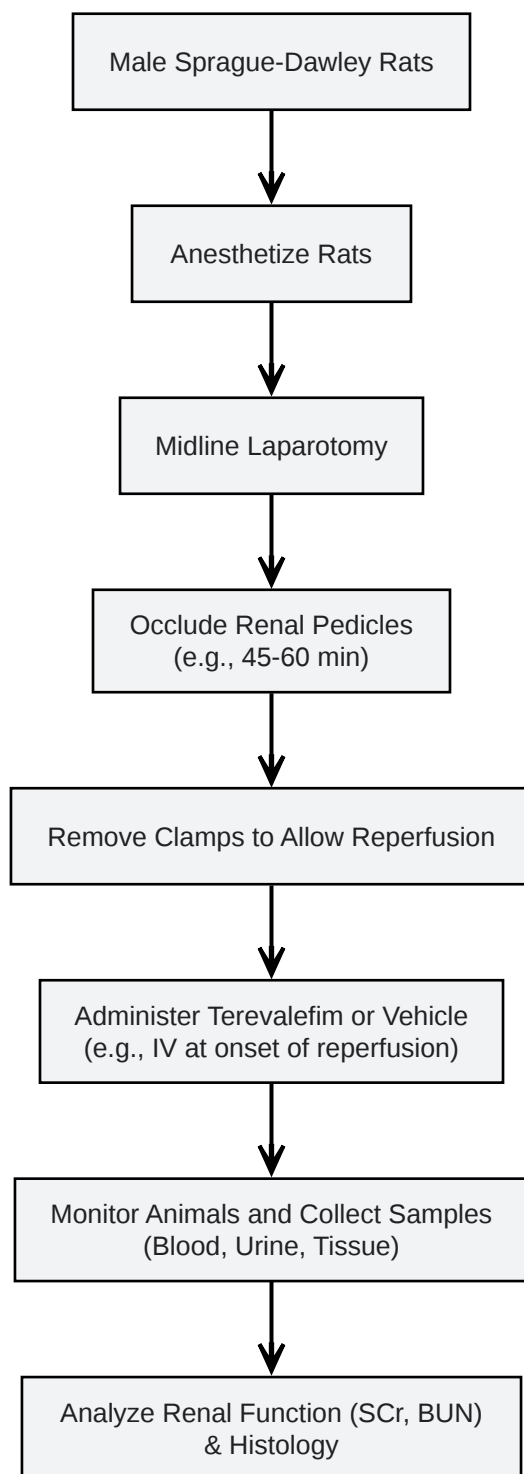 Male Sprague-Dawley Rats
Anesthetize Rats
Midline Laparotomy
Occlude Renal Pedicles
(e.g., 45-60 min)
Remove Clamps to Allow Reperfusion
Administer Terevalefim or Vehicle
(e.g., IV at onset of reperfusion)
Monitor Animals and Collect Samples
(Blood, Urine, Tissue)
Analyze Renal Function (SCr, BUN)
& Histology